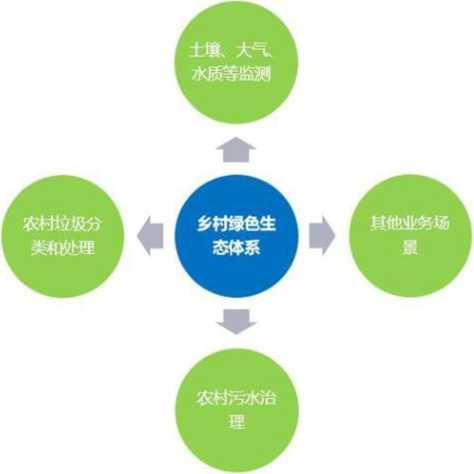 土壤、大气、
水质等监测
农村垃圾分
类和处理
乡村绿色生
态体系
其他业务场
景
农村污水治
理